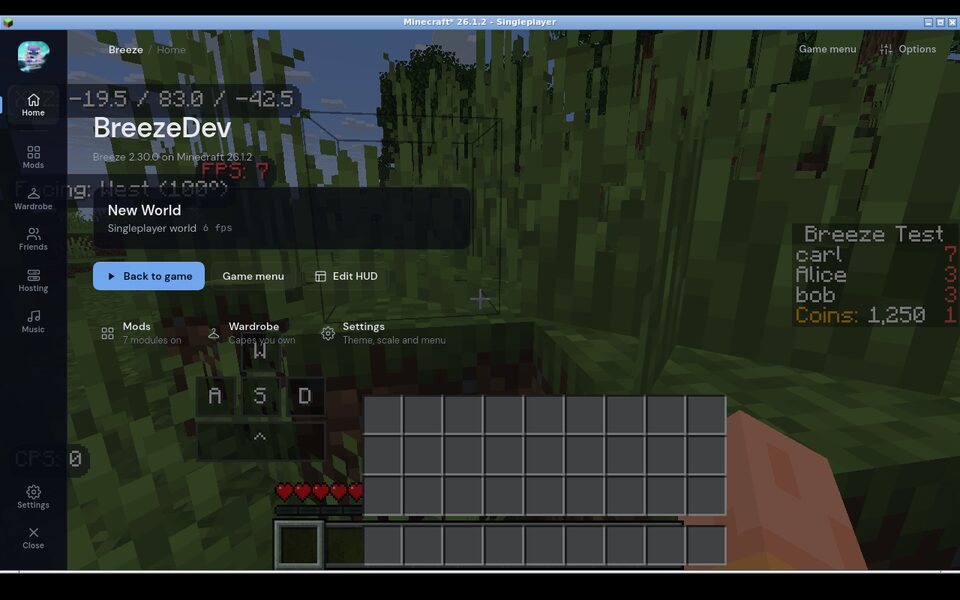 Minecraft* 26.1.2 - Singleplayer
Breeze / Home
Game menu
Options
-19.5 / 83.0 / -42.5
Home
BreezeDev
Breeze 2.30.0 on Minecraft 26.1.2
FPS: 7
Mods
ng: West (100°)
Wardrobe
New World
Singleplayer world 6 fps
Friends
Breeze Test
carl 7
Alice 3
bob 3
Coins: 1,250 1
Hosting
Back to game
Game menu
Edit HUD
Music
Mods
7 modules on
Wardrobe
Capes you own
Settings
Theme, scale and menu
W
A
S
D
^
CPS: 0
Settings
Close